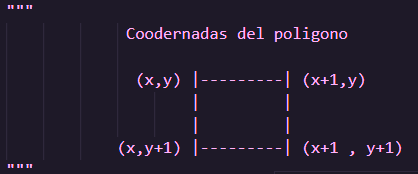 """
Coodernadas del poligono
(x,y) |---------| (x+1,y)
| |
| |
(x,y+1) |---------| (x+1 , y+1)
"""